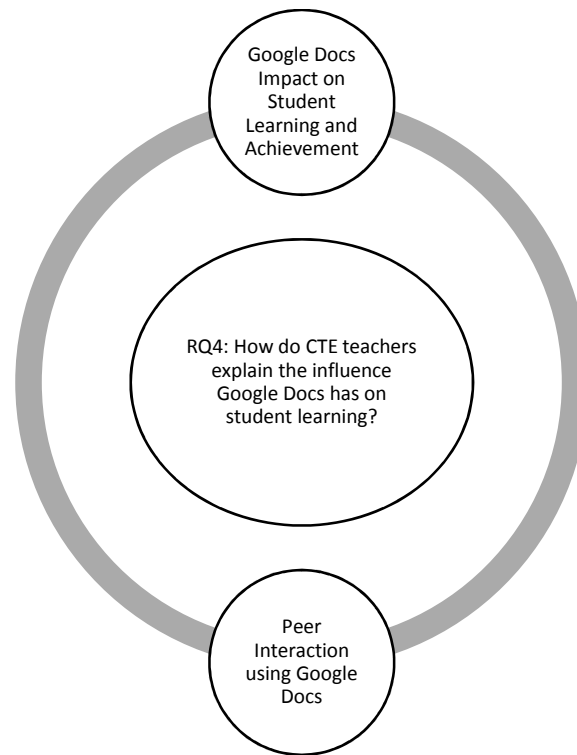 Google Docs
Impact on
Student
Learning and
Achievement
RQ4: How do CTE teachers
explain the influence
Google Docs has on
student learning?
Peer
Interaction
using Google
Docs